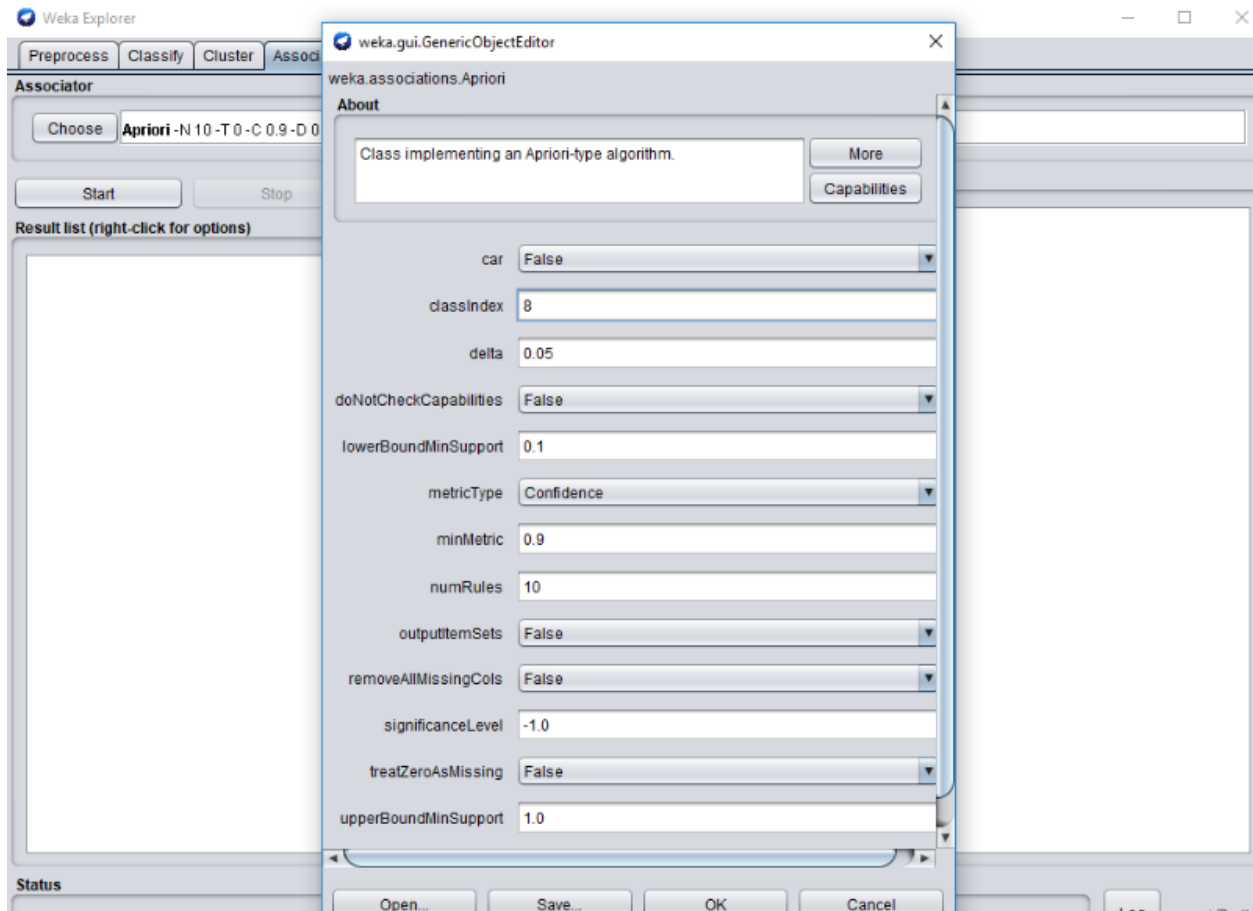 Weka Explorer
Preprocess Classify Cluster Associ
Associator
Choose Apriori -N 10 -T 0 -C 0.9 -D 0
Start Stop
Result list (right-click for options)
weka.gui.GenericObjectEditor
weka.associations.Apriori
About
Class implementing an Apriori-type algorithm.
More
Capabilities
car False
classIndex 8
delta 0.05
doNotCheckCapabilities False
lowerBoundMinSupport 0.1
metricType Confidence
minMetric 0.9
numRules 10
outputItemSets False
removeAllMissingCols False
significanceLevel -1.0
treatZeroAsMissing False
upperBoundMinSupport 1.0
Open... Save... OK Cancel
Status